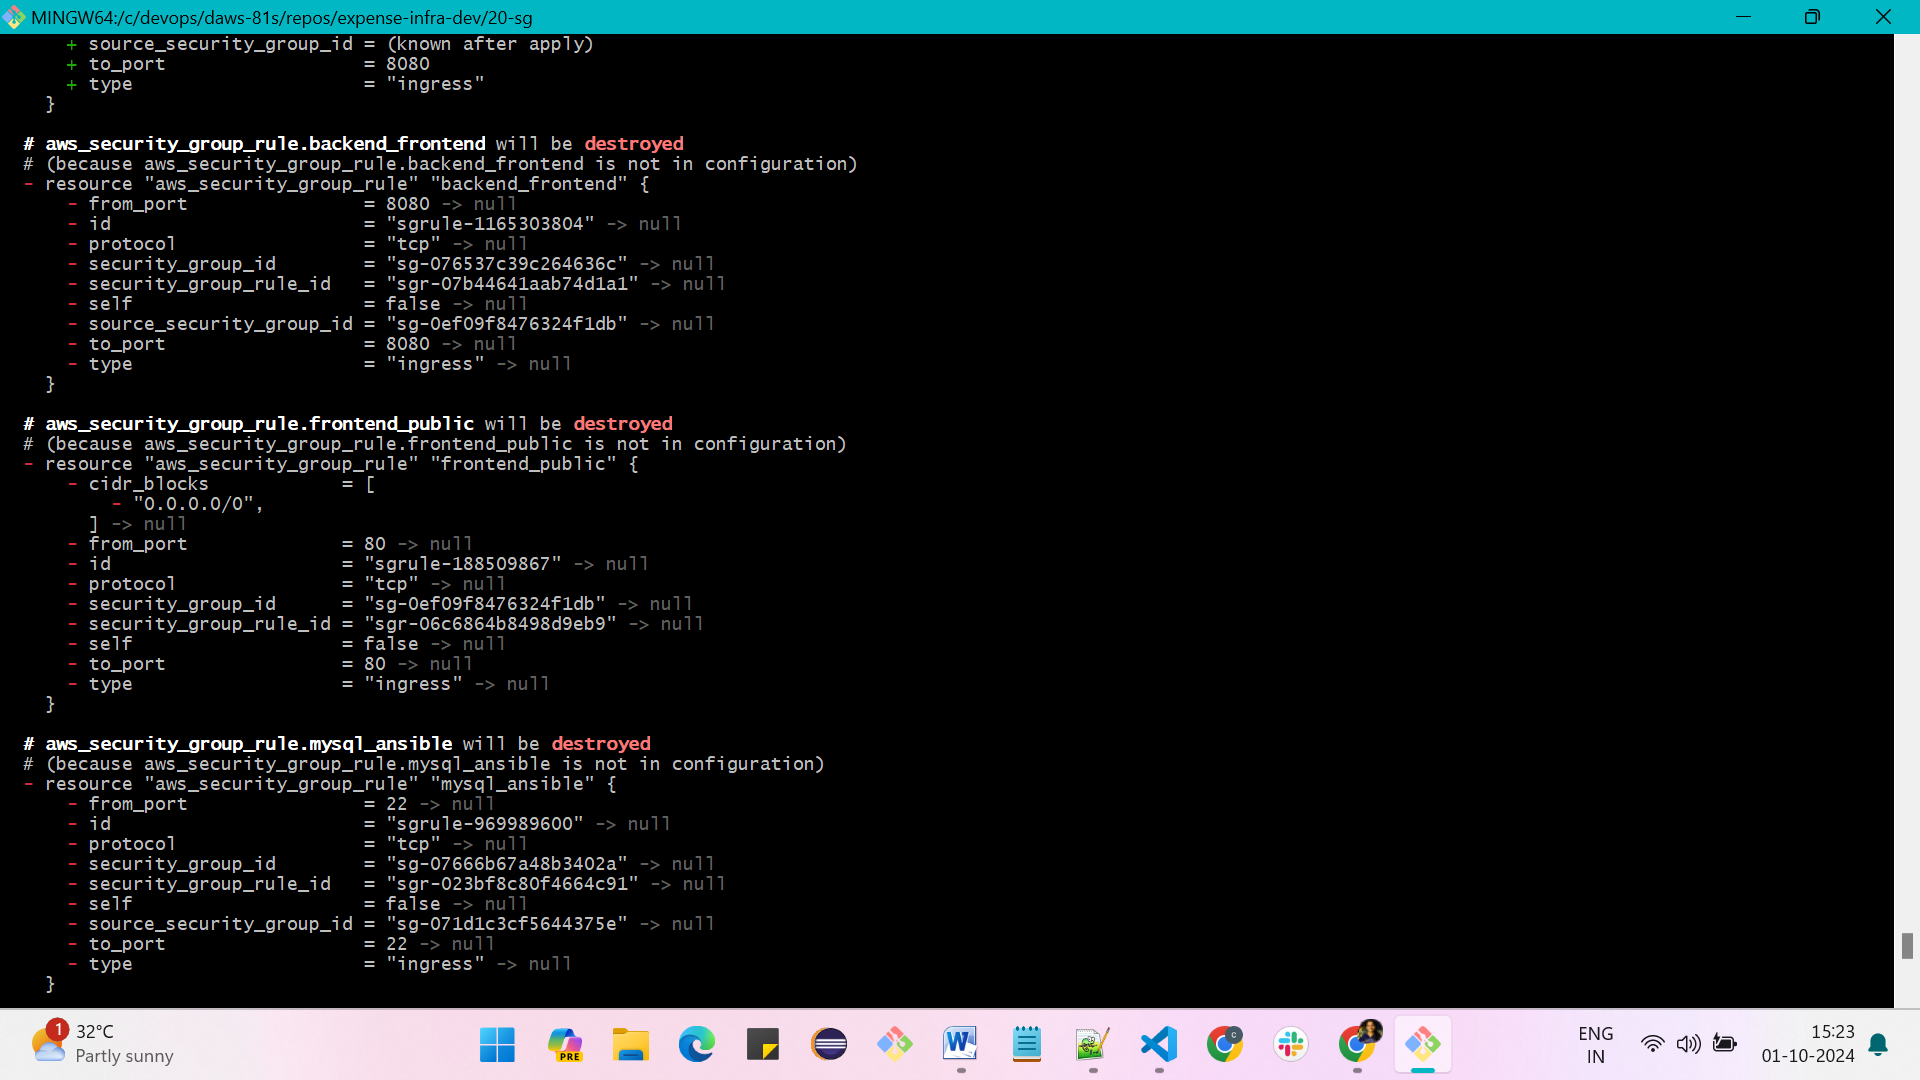 MINGW64:/c/devops/daws-81s/repos/expense-infra-dev/20-sg
+ source_security_group_id = (known after apply)
+ to_port                  = 8080
+ type                     = "ingress"
}
# aws_security_group_rule.backend_frontend will be destroyed
# (because aws_security_group_rule.backend_frontend is not in configuration)
- resource "aws_security_group_rule" "backend_frontend" {
- from_port                = 8080 -> null
- id                       = "sgrule-1165303804" -> null
- protocol                 = "tcp" -> null
- security_group_id        = "sg-076537c39c264636c" -> null
- security_group_rule_id   = "sgr-07b44641aab74d1a1" -> null
- self                     = false -> null
- source_security_group_id = "sg-0ef09f8476324f1db" -> null
- to_port                  = 8080 -> null
- type                     = "ingress" -> null
}
# aws_security_group_rule.frontend_public will be destroyed
# (because aws_security_group_rule.frontend_public is not in configuration)
- resource "aws_security_group_rule" "frontend_public" {
- cidr_blocks            = [
- "0.0.0.0/0",
] -> null
- from_port              = 80 -> null
- id                     = "sgrule-188509867" -> null
- protocol               = "tcp" -> null
- security_group_id      = "sg-0ef09f8476324f1db" -> null
- security_group_rule_id = "sgr-06c6864b8498d9eb9" -> null
- self                   = false -> null
- to_port                = 80 -> null
- type                   = "ingress" -> null
}
# aws_security_group_rule.mysql_ansible will be destroyed
# (because aws_security_group_rule.mysql_ansible is not in configuration)
- resource "aws_security_group_rule" "mysql_ansible" {
- from_port                = 22 -> null
- id                       = "sgrule-969989600" -> null
- protocol                 = "tcp" -> null
- security_group_id        = "sg-07666b67a48b3402a" -> null
- security_group_rule_id   = "sgr-023bf8c80f4664c91" -> null
- self                     = false -> null
- source_security_group_id = "sg-071d1c3cf5644375e" -> null
- to_port                  = 22 -> null
- type                     = "ingress" -> null
}
1
32°C
Partly sunny
PRE
W
C
ENG
IN
15:23
01-10-2024